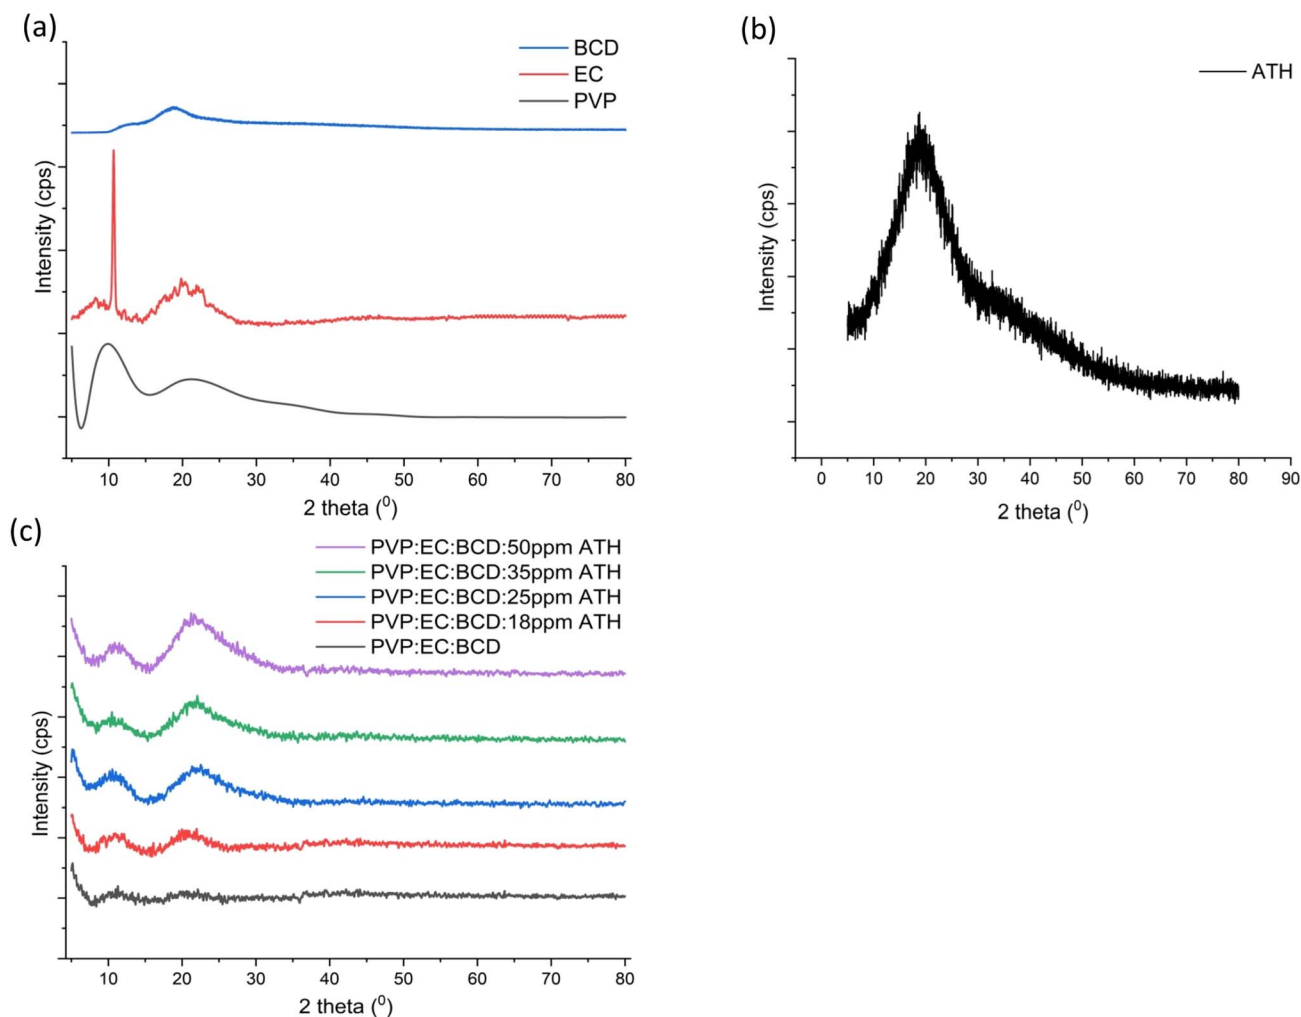 (a)
BCD
EC
PVP
Intensity (cps)
10 20 30 40 50 60 70 80
2 theta (⁰)
(b)
ATH
Intensity (cps)
0 10 20 30 40 50 60 70 80 90
2 theta (⁰)
(c)
PVP:EC:BCD:50ppm ATH
PVP:EC:BCD:35ppm ATH
PVP:EC:BCD:25ppm ATH
PVP:EC:BCD:18ppm ATH
PVP:EC:BCD
Intensity (cps)
10 20 30 40 50 60 70 80
2 theta (⁰)